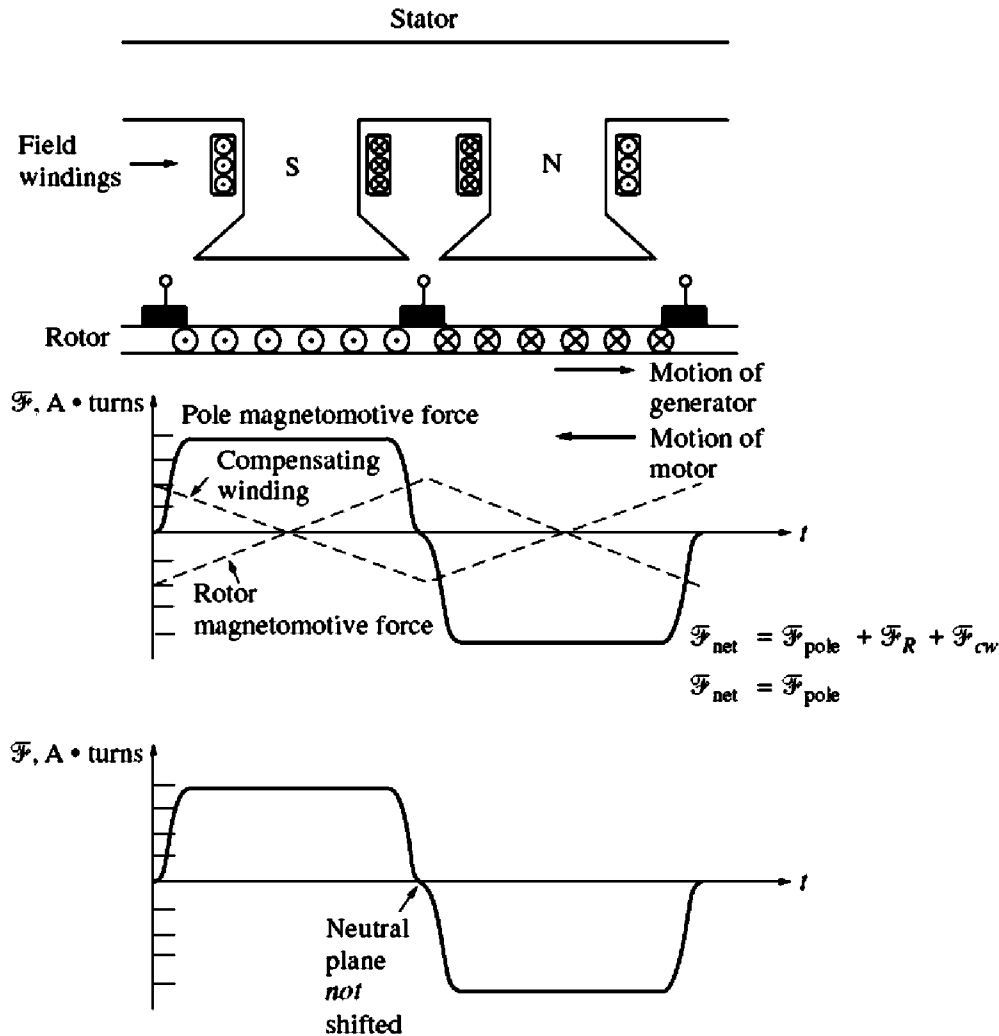 Stator
Field
windings
S
N
Rotor
Motion of
generator
Motion of
motor
ℱ, A • turns
Pole magnetomotive force
Compensating
winding
t
Rotor
magnetomotive force
ℱnet = ℱpole + ℱR + ℱcw
ℱnet = ℱpole
ℱ, A • turns
t
Neutral
plane
not
shifted